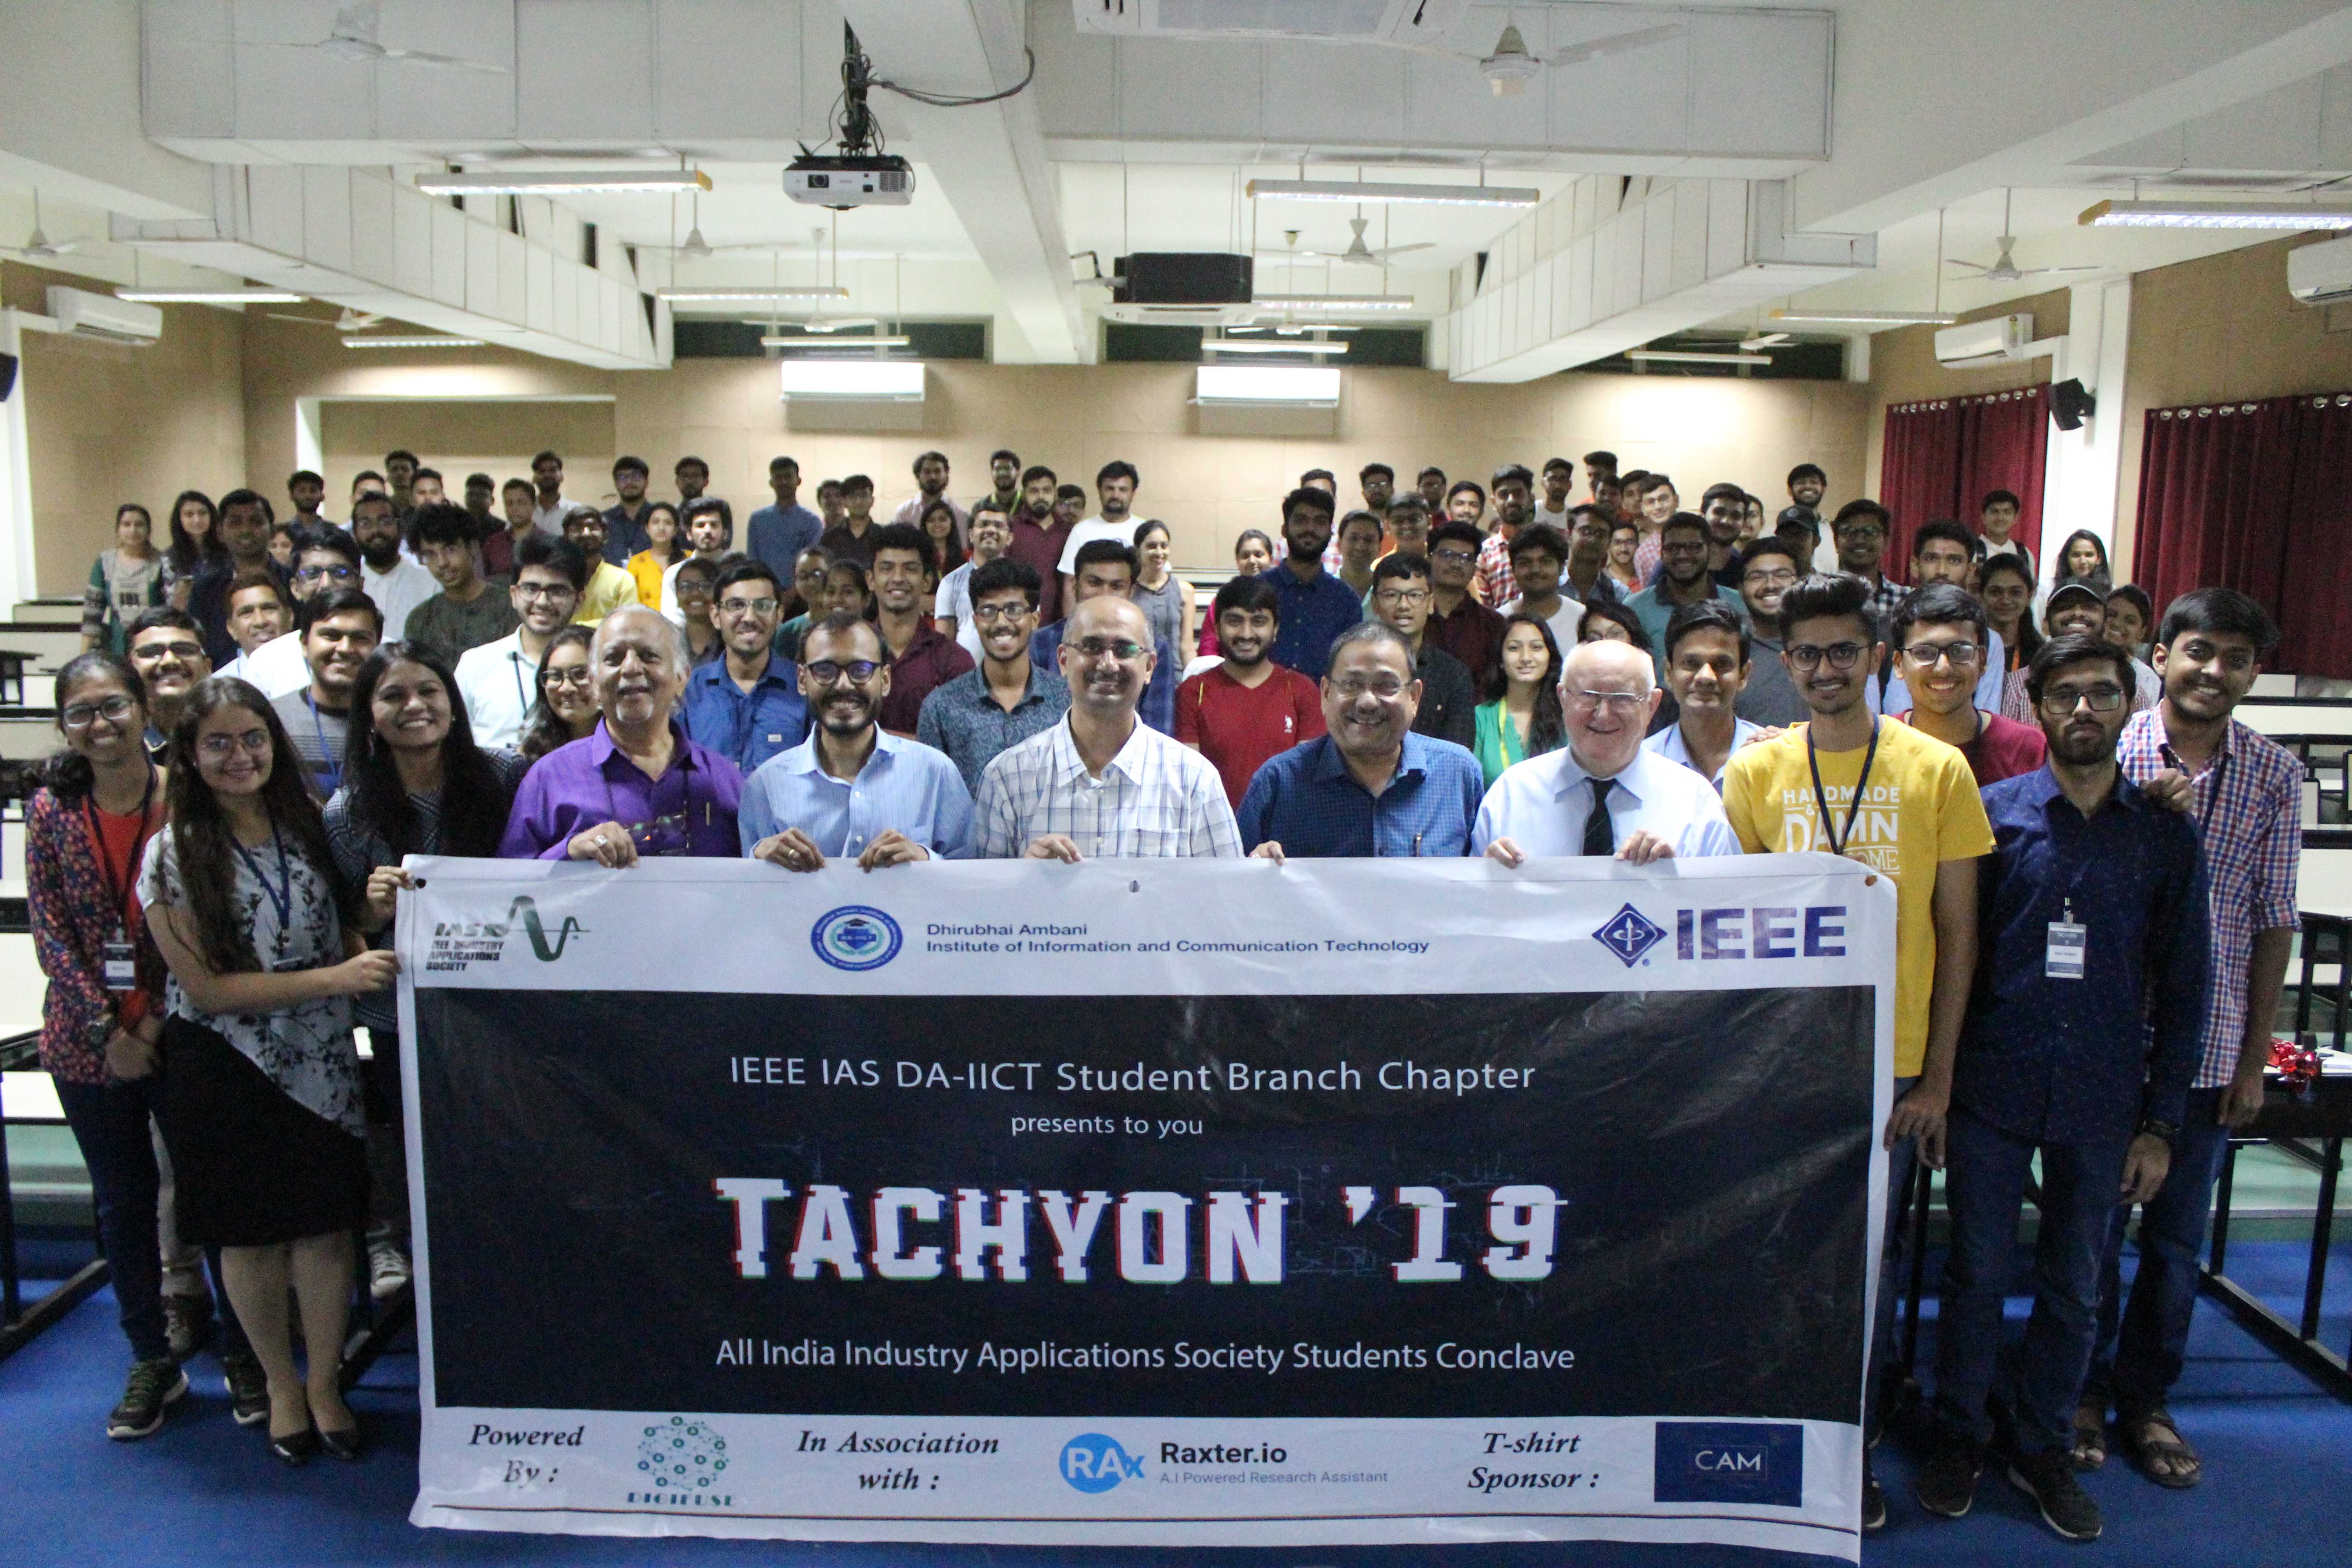 HANDMADE
&
DAMN
IAS
IEEE INDUSTRY
APPLICATIONS
SOCIETY
DA-IICT
Dhirubhai Ambani
Institute of Information and Communication Technology
IEEE
IEEE IAS DA-IICT Student Branch Chapter
presents to you
TACHYON '19
All India Industry Applications Society Students Conclave
Powered
By :
DIGIFUSE
In Association
with :
RAx
Raxter.io
A.I Powered Research Assistant
T-shirt
Sponsor :
CAM